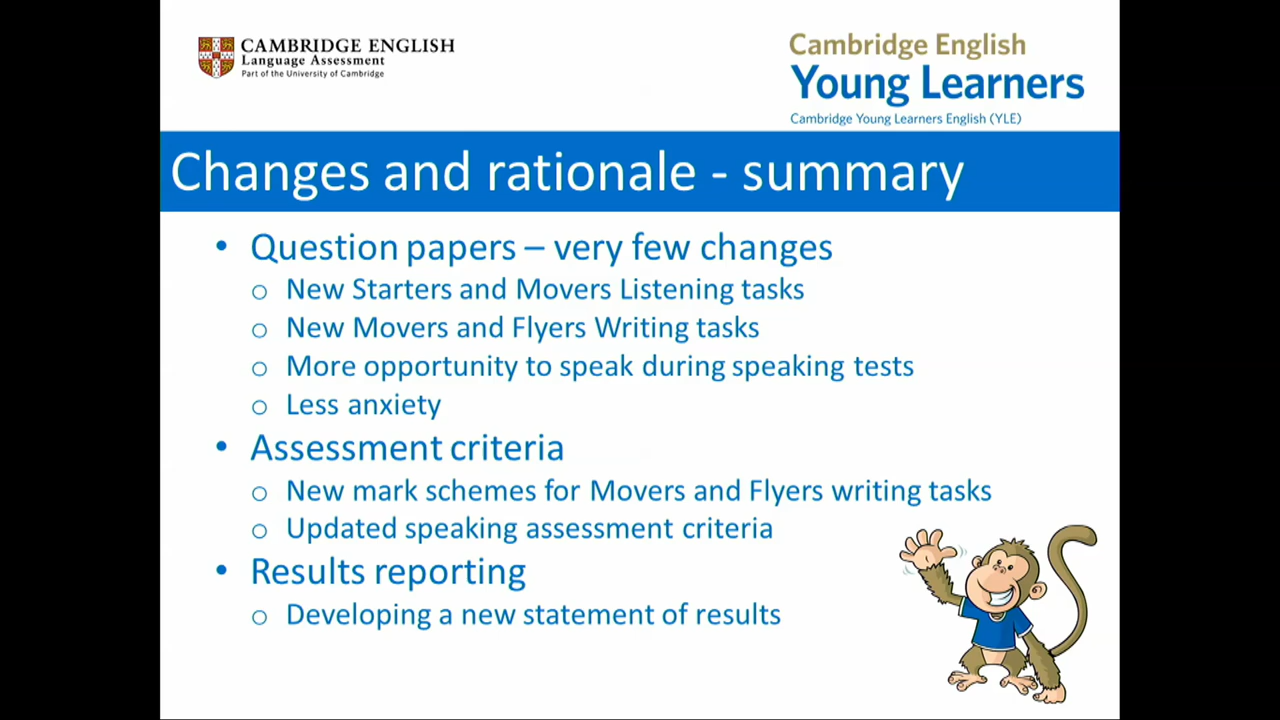 CAMBRIDGE ENGLISH
Language Assessment
Part of the University of Cambridge
Cambridge English
Young Learners
Cambridge Young Learners English (YLE)
Changes and rationale - summary
• Question papers – very few changes
o New Starters and Movers Listening tasks
o New Movers and Flyers Writing tasks
o More opportunity to speak during speaking tests
o Less anxiety
• Assessment criteria
o New mark schemes for Movers and Flyers writing tasks
o Updated speaking assessment criteria
• Results reporting
o Developing a new statement of results